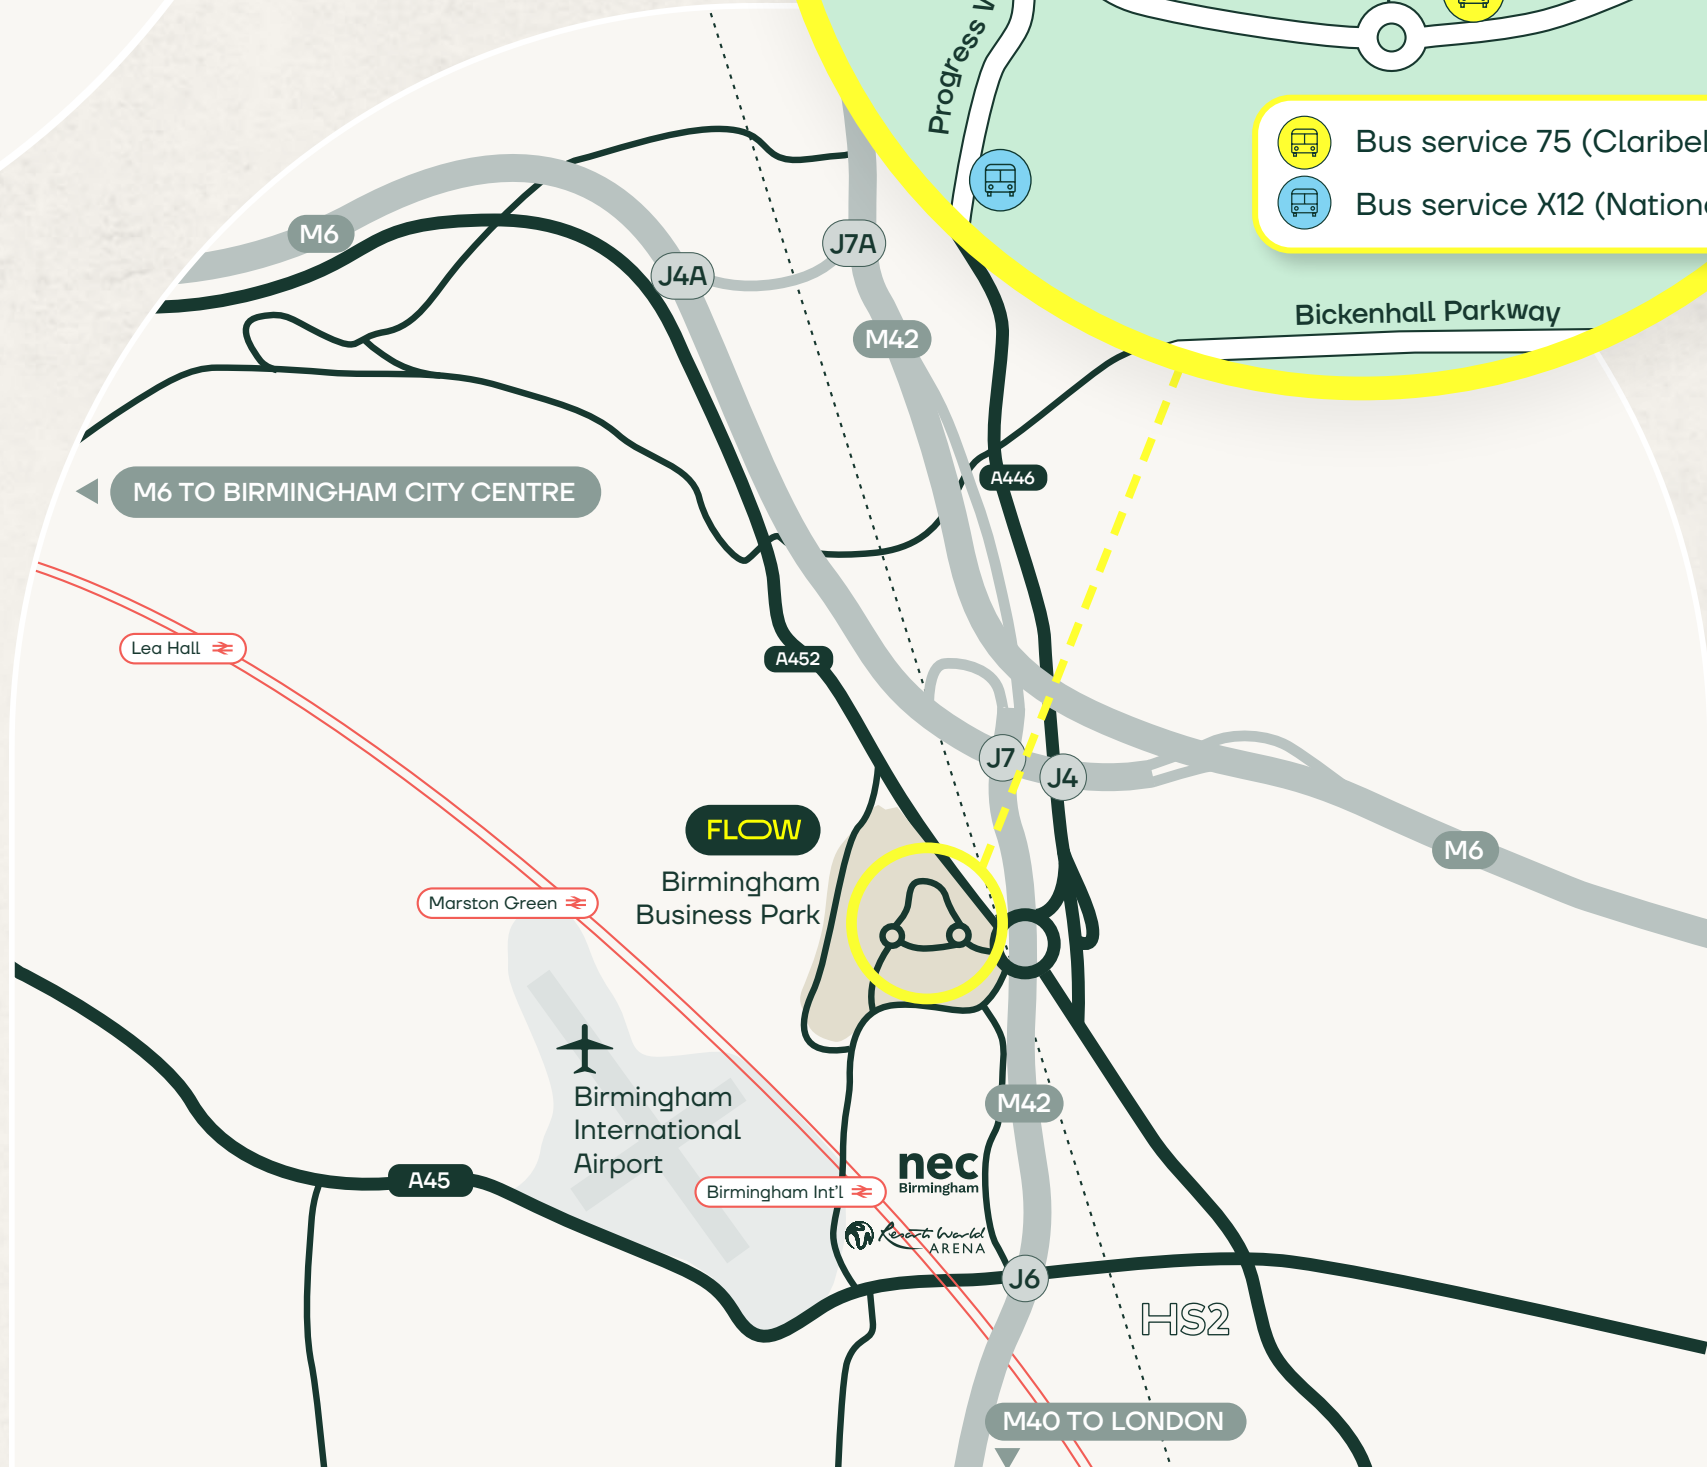 Progress
Bus service 75
Bus service X12
Bickenhall Parkway
M6
J7A
J4A
M42
A446
M6 TO BIRMINGHAM CITY CENTRE
Lea Hall
A452
J7
J4
FLOW
Birmingham
Business Park
M6
Marston Green
Birmingham
International
Airport
M42
nec
Birmingham
A45
Birmingham Int'l
Resorts World
ARENA
J6
HS2
M40 TO LONDON